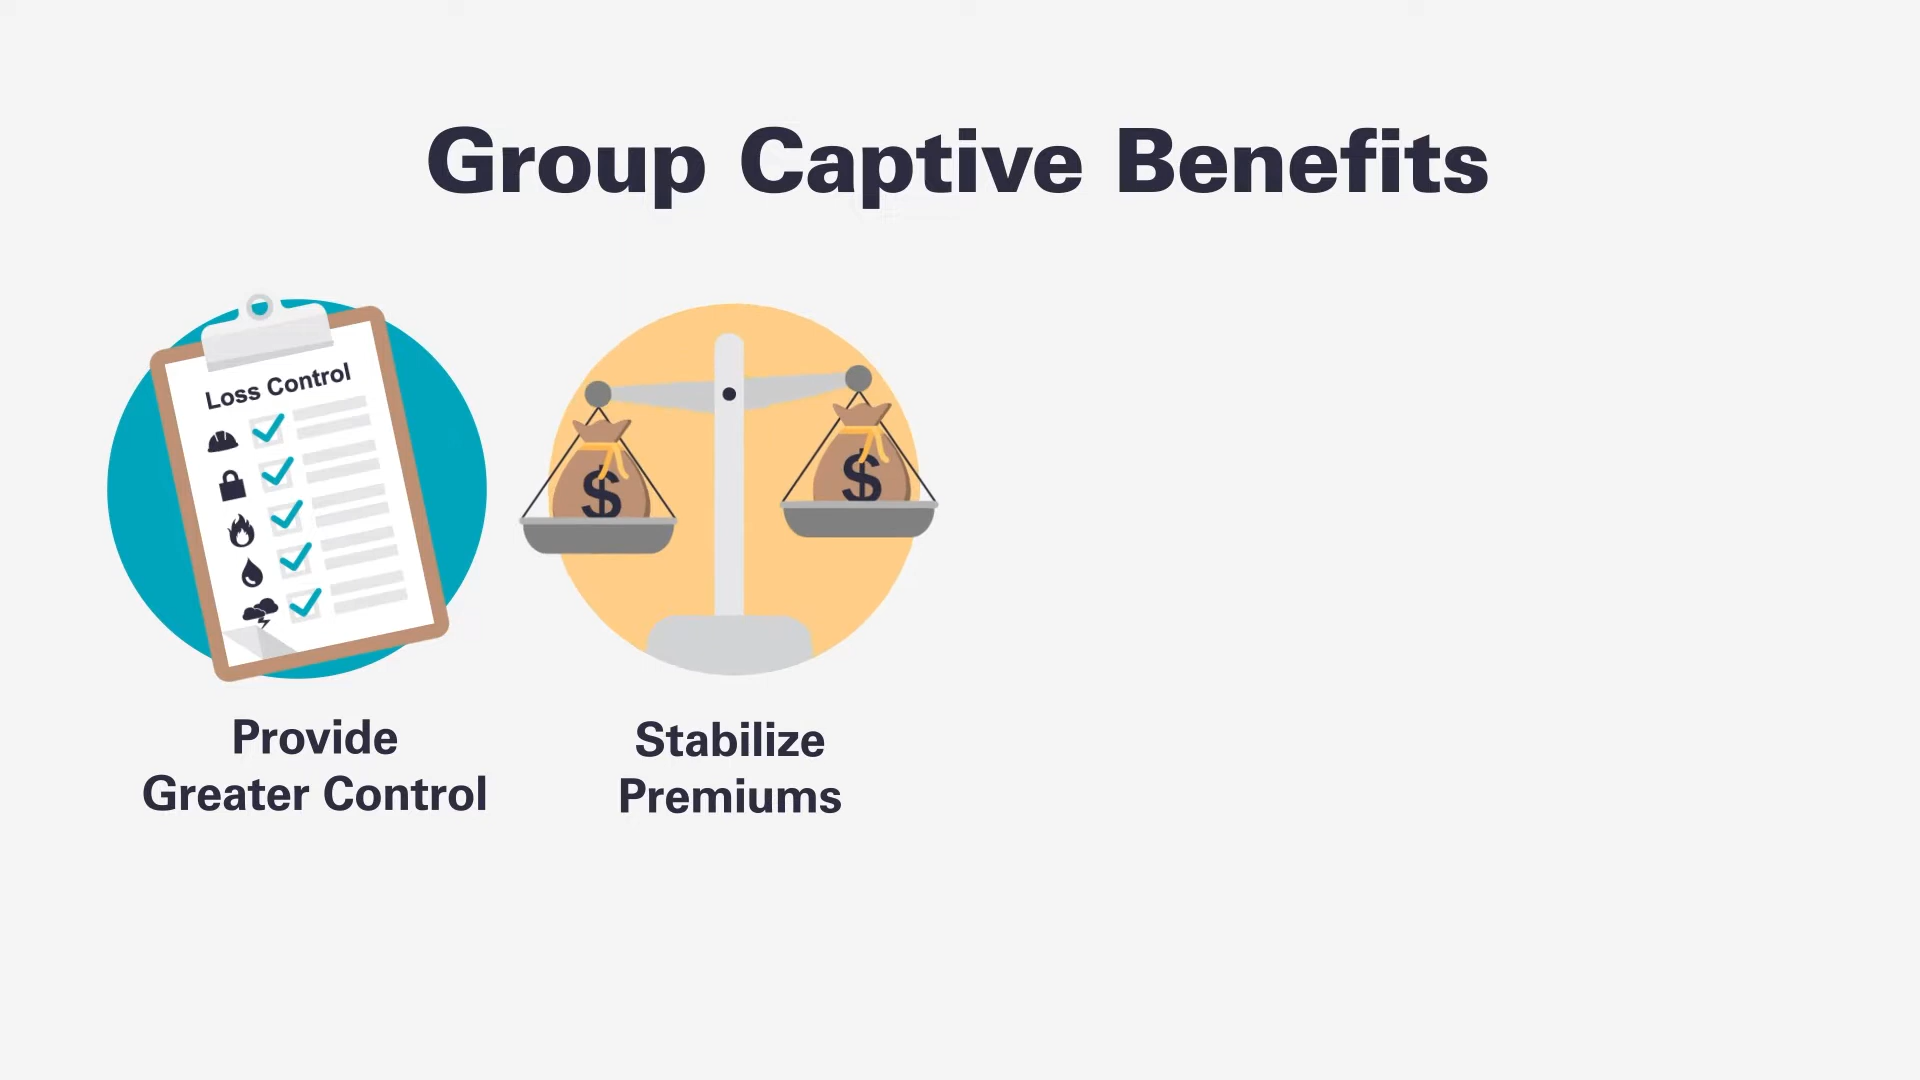 Group Captive Benefits
Loss Control
$
$
Provide
Greater Control
Stabilize
Premiums